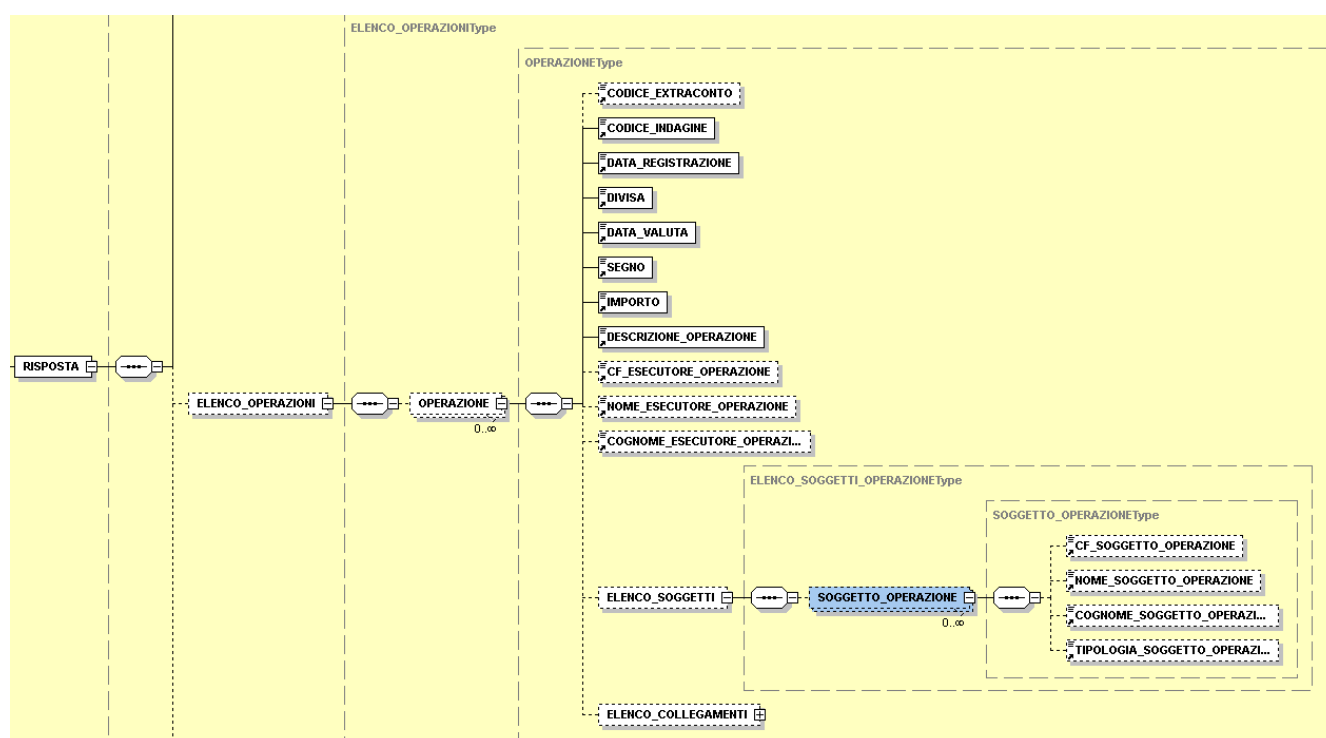 ELENCO_OPERAZIONIType
OPERAZIONEType
CODICE_EXTRACONTO
CODICE_INDAGINE
DATA_REGISTRAZIONE
DIVISA
DATA_VALUTA
SEGNO
IMPORTO
DESCRIZIONE_OPERAZIONE
RISPOSTA
CF_ESECUTORE_OPERAZIONE
ELENCO_OPERAZIONI
OPERAZIONE
0..∞
NOME_ESECUTORE_OPERAZIONE
COGNOME_ESECUTORE_OPERAZI...
ELENCO_SOGGETTI_OPERAZIONEType
SOGGETTO_OPERAZIONEType
CF_SOGGETTO_OPERAZIONE
NOME_SOGGETTO_OPERAZIONE
ELENCO_SOGGETTI
SOGGETTO_OPERAZIONE
0..∞
COGNOME_SOGGETTO_OPERAZI...
TIPOLOGIA_SOGGETTO_OPERAZI...
ELENCO_COLLEGAMENTI